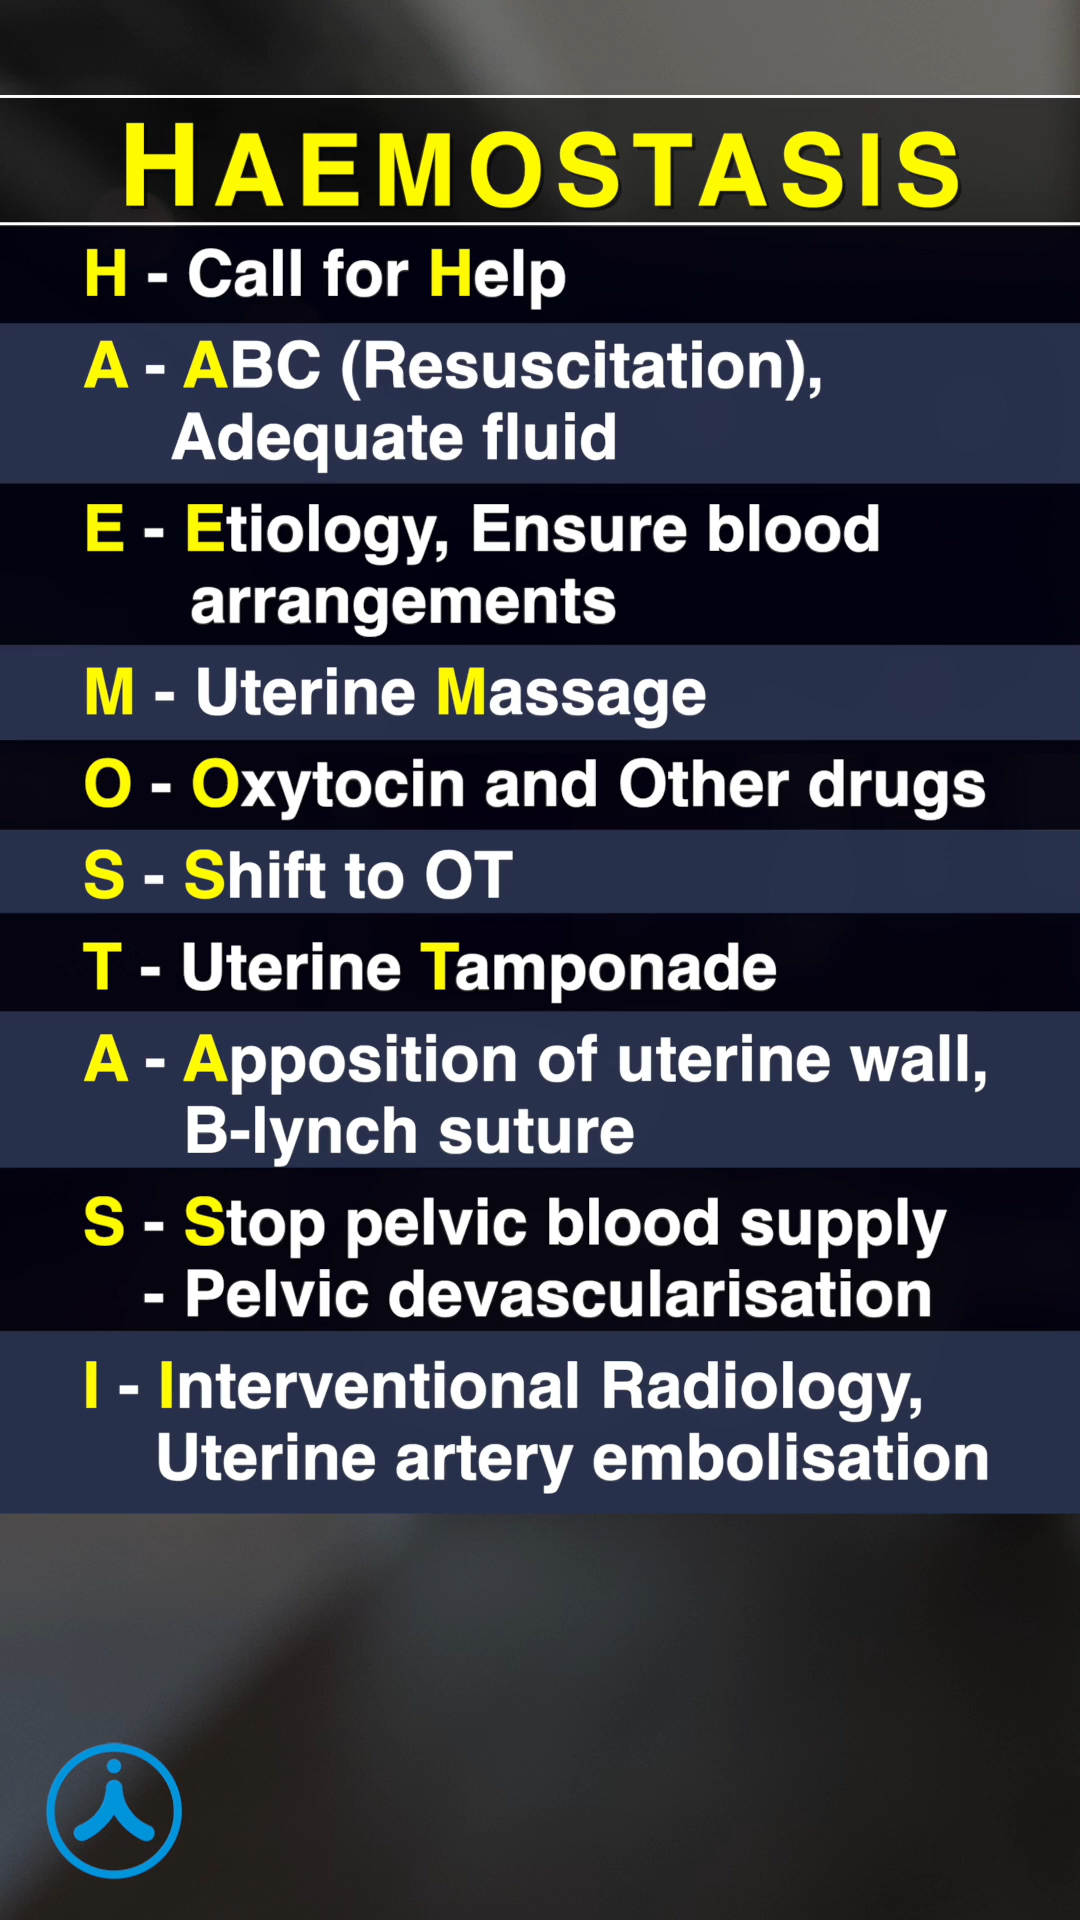 HAEMOSTASIS
H - Call for Help
A - ABC (Resuscitation),
Adequate fluid
E - Etiology, Ensure blood
arrangements
M - Uterine Massage
O - Oxytocin and Other drugs
S - Shift to OT
T - Uterine Tamponade
A - Apposition of uterine wall,
B-lynch suture
S - Stop pelvic blood supply
- Pelvic devascularisation
I - Interventional Radiology,
Uterine artery embolisation